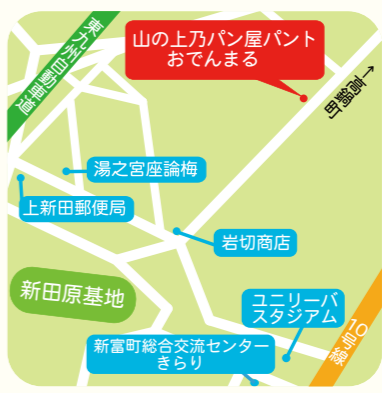 東九州自動車道
山の上乃パン屋パント
おでんまる
↑高鍋町
湯之宮座論梅
上新田郵便局
岩切商店
新田原基地
ユニリーバ
スタジアム
10号線
新富町総合交流センター
きらり